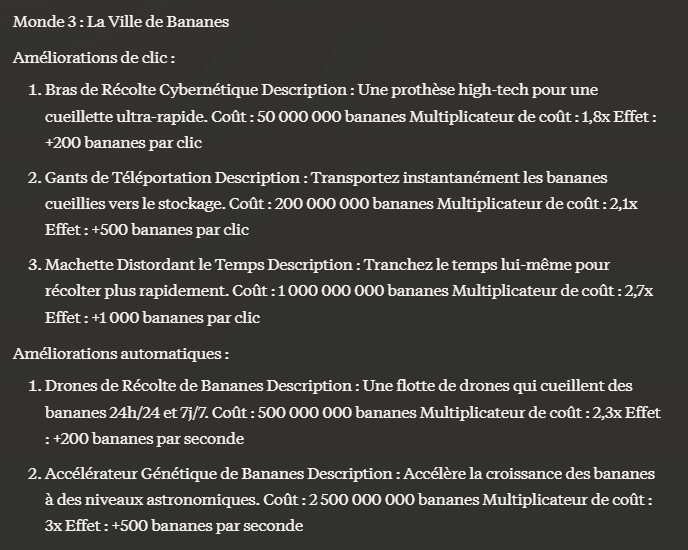 Monde 3 : La Ville de Bananes
Améliorations de clic :
1. Bras de Récolte Cybernétique Description : Une prothèse high-tech pour une
cueillette ultra-rapide. Coût : 50 000 000 bananes Multiplicateur de coût : 1,8x Effet :
+200 bananes par clic
2. Gants de Téléportation Description : Transportez instantanément les bananes
cueillies vers le stockage. Coût : 200 000 000 bananes Multiplicateur de coût : 2,1x
Effet : +500 bananes par clic
3. Machette Distordant le Temps Description : Tranchez le temps lui-même pour
récolter plus rapidement. Coût : 1 000 000 000 bananes Multiplicateur de coût : 2,7x
Effet : +1 000 bananes par clic
Améliorations automatiques :
1. Drones de Récolte de Bananes Description : Une flotte de drones qui cueillent des
bananes 24h/24 et 7j/7. Coût : 500 000 000 bananes Multiplicateur de coût : 2,3x Effet
: +200 bananes par seconde
2. Accélérateur Génétique de Bananes Description : Accélère la croissance des bananes
à des niveaux astronomiques. Coût : 2 500 000 000 bananes Multiplicateur de coût :
3x Effet : +500 bananes par seconde